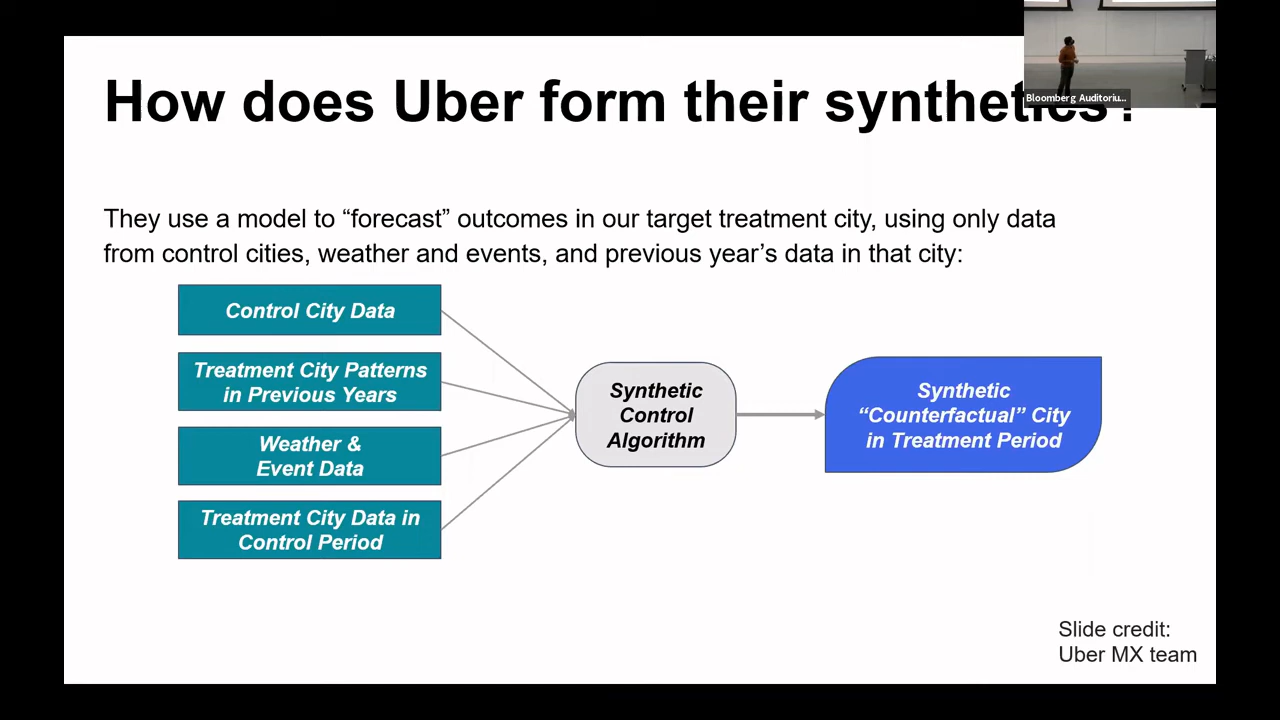 How does Uber form their synthetics?
Bloomberg Auditoriu...
They use a model to “forecast” outcomes in our target treatment city, using only data
from control cities, weather and events, and previous year’s data in that city:
Control City Data
Treatment City Patterns
in Previous Years
Weather &
Event Data
Treatment City Data in
Control Period
Synthetic
Control
Algorithm
Synthetic
“Counterfactual” City
in Treatment Period
Slide credit:
Uber MX team